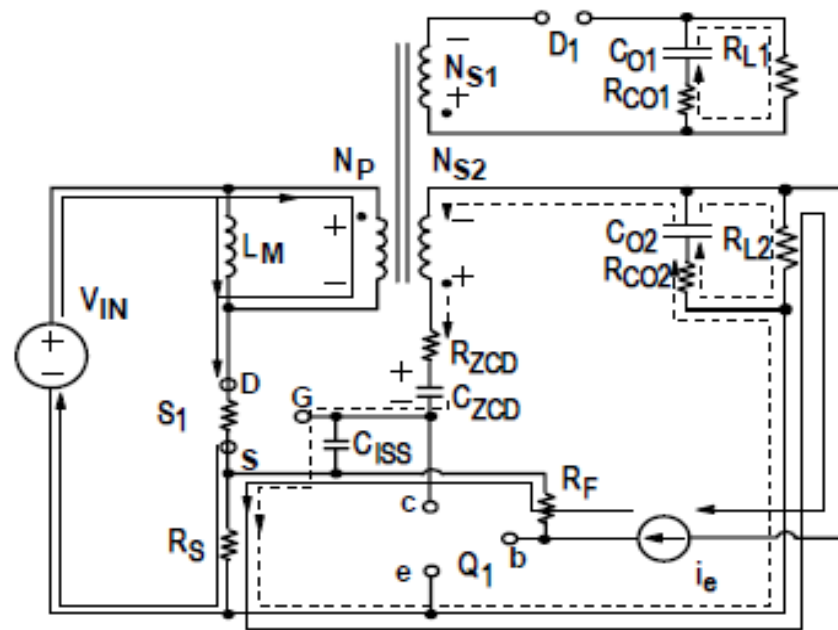 D1
CO1
RL1
NS1
RCO1
NP
NS2
LM
CO2
RL2
RCO2
VIN
RZCD
D
G
CZCD
S1
CISS
S
RF
c
RS
b
e
Q1
ie